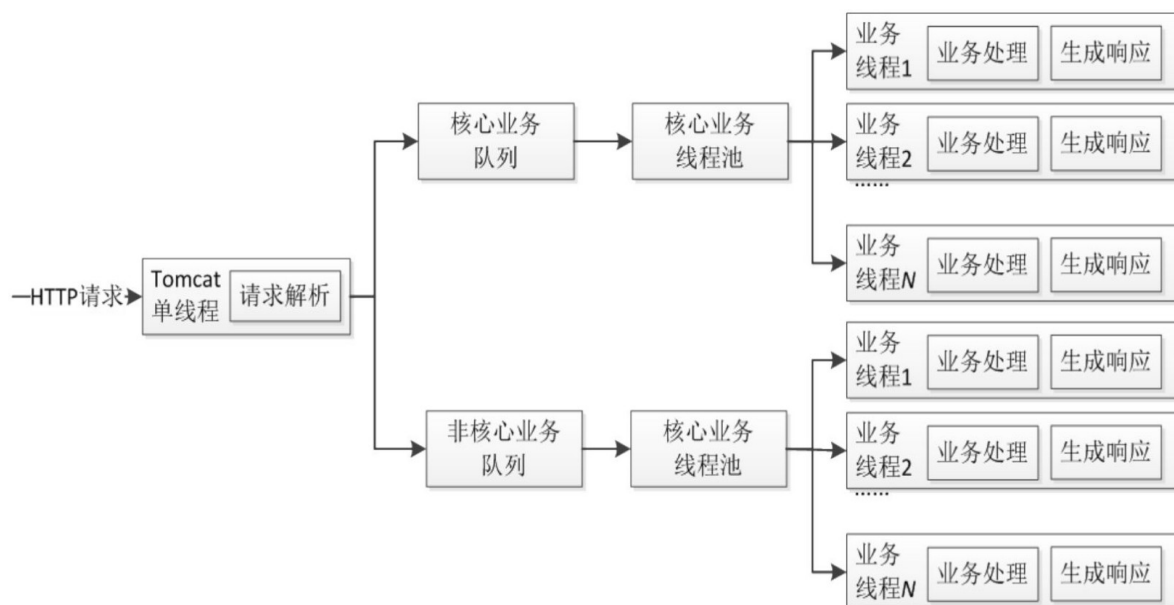 HTTP请求
Tomcat
单线程
请求解析
核心业务
队列
核心业务
线程池
业务
线程1
业务处理
生成响应
业务
线程2
业务处理
生成响应
......
业务
线程N
业务处理
生成响应
非核心业务
队列
核心业务
线程池
业务
线程1
业务处理
生成响应
业务
线程2
业务处理
生成响应
......
业务
线程N
业务处理
生成响应